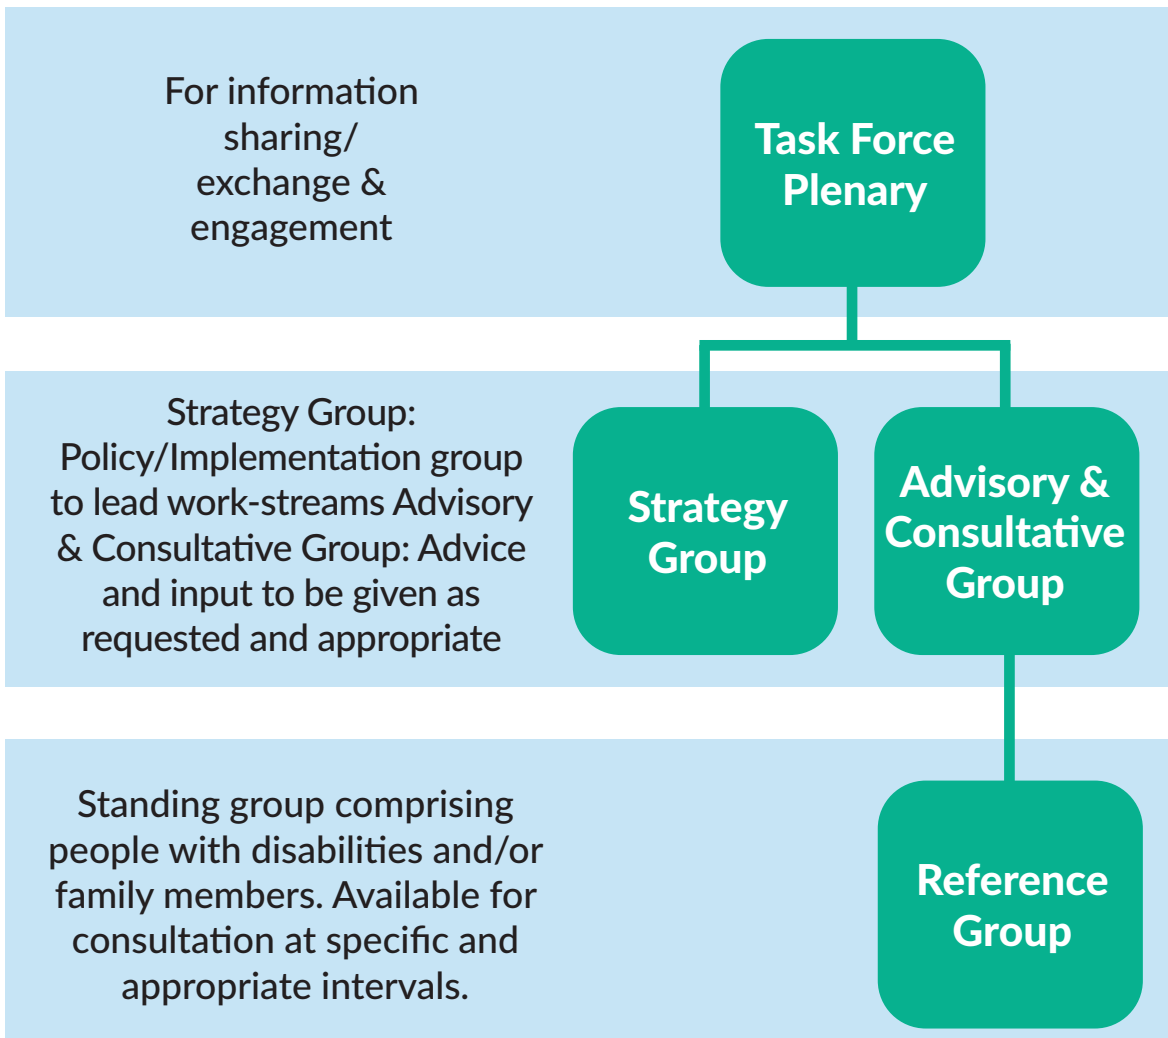 For information
sharing/
exchange &
engagement
Task Force
Plenary
Strategy Group:
Policy/Implementation group
to lead work-streams Advisory
& Consultative Group: Advice
and input to be given as
requested and appropriate
Strategy
Group
Advisory &
Consultative
Group
Standing group comprising
people with disabilities and/or
family members. Available for
consultation at specific and
appropriate intervals.
Reference
Group